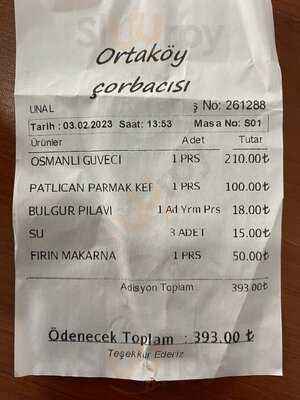 Ortaköy
çorbacısı
UNAL ş No: 261288
Tarih : 03.02.2023 Saat: 13:53 Masa No: S01
Ürünler Adet Tutar
OSMANLI GUVECI 1 PRS 210.00₺
PATLICAN PARMAK KEF 1 PRS 100.00₺
BULGUR PILAVI 1 Ad Yrm Prs 18.00₺
SU 3 ADET 15.00₺
FIRIN MAKARNA 1 PRS 50.00₺
Adisyon Toplam : 393.00₺
Ödenecek Toplam : 393.00 ₺
Teşekkür Ederiz